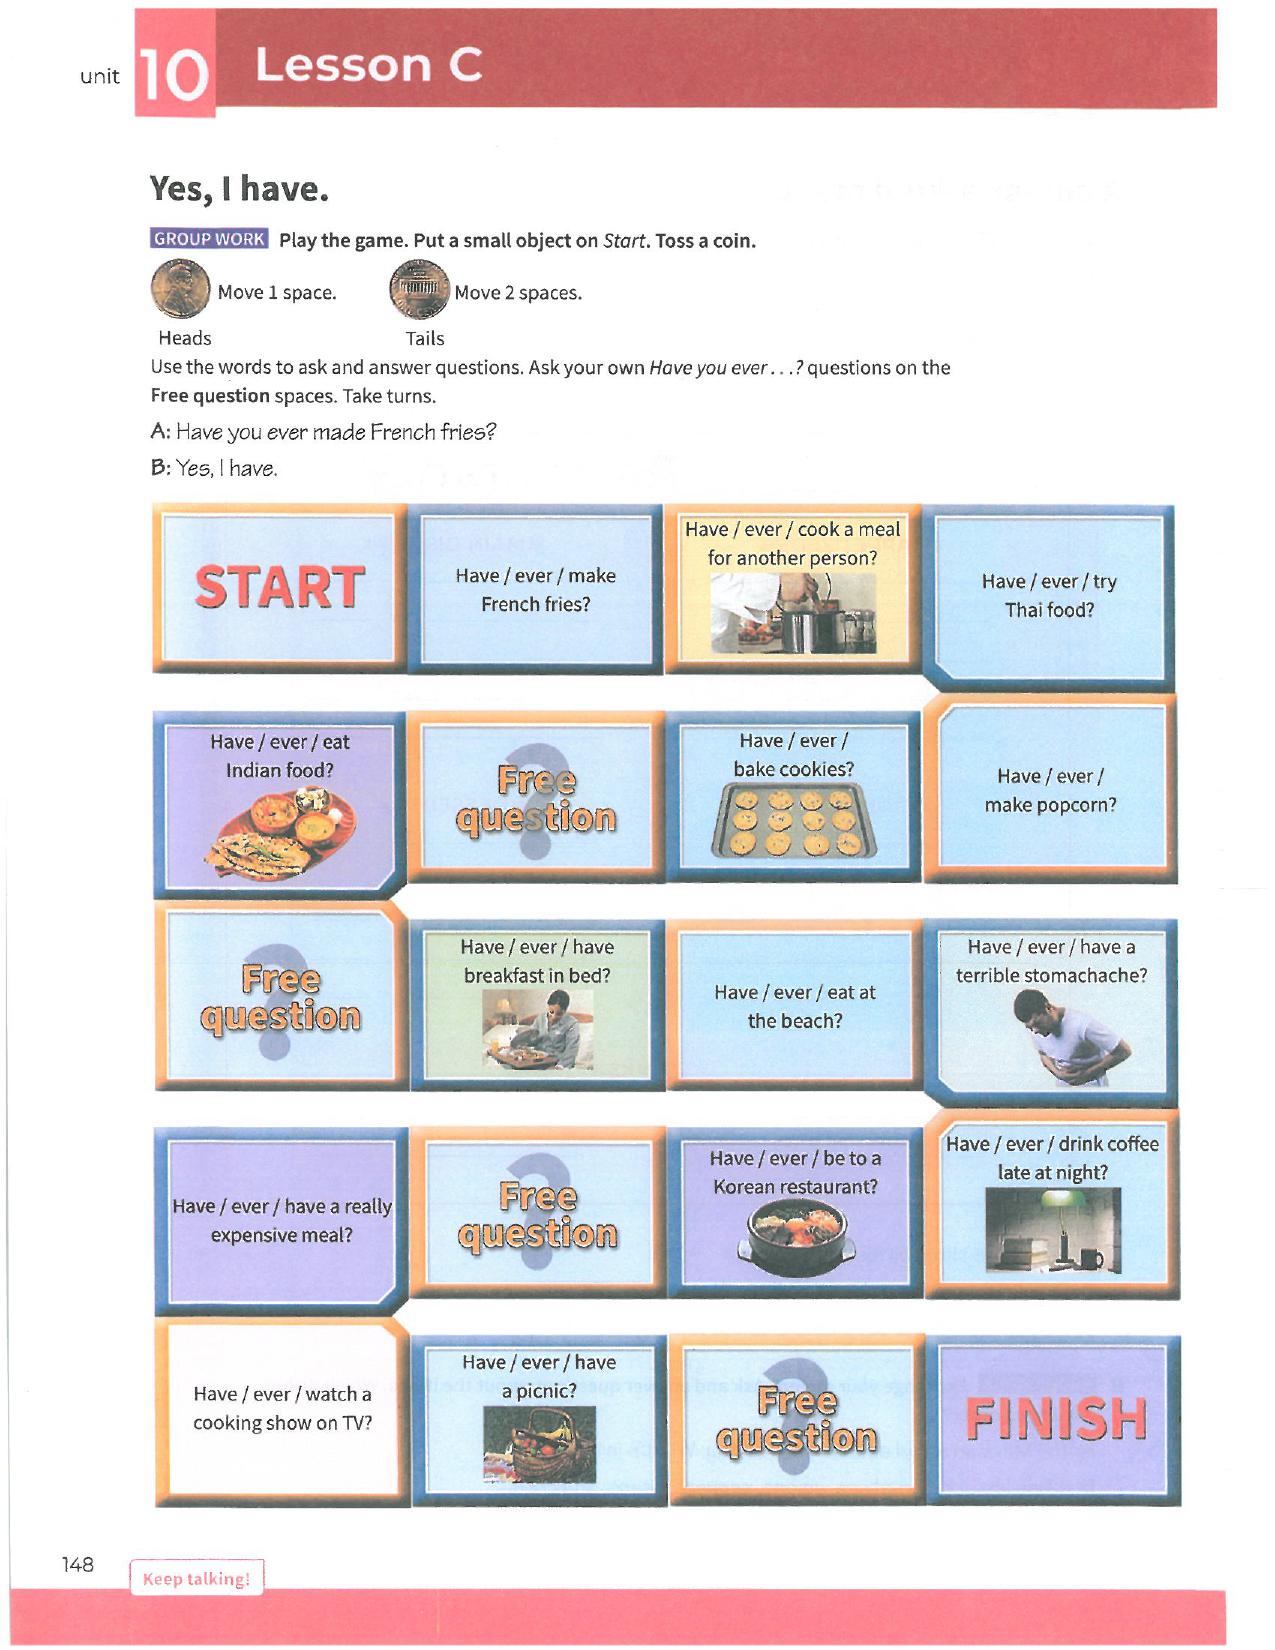 unit 10 Lesson C
Yes, I have.
GROUP WORK Play the game. Put a small object on Start. Toss a coin.
Move 1 space. Move 2 spaces.
Heads Tails
Use the words to ask and answer questions. Ask your own Have you ever . . . ? questions on the
Free question spaces. Take turns.
A: Have you ever made French fries?
B: Yes, I have.
START
Have / ever / make
French fries?
Have / ever / cook a meal
for another person?
Have / ever / try
Thai food?
Have / ever / eat
Indian food?
Free
question
Have / ever /
bake cookies?
Have / ever /
make popcorn?
Free
question
Have / ever / have
breakfast in bed?
Have / ever / eat at
the beach?
Have / ever / have a
terrible stomachache?
Have / ever / have a really
expensive meal?
Free
question
Have / ever / be to a
Korean restaurant?
Have / ever / drink coffee
late at night?
Have / ever / watch a
cooking show on TV?
Have / ever / have
a picnic?
Free
question
FINISH
148
Keep talking!